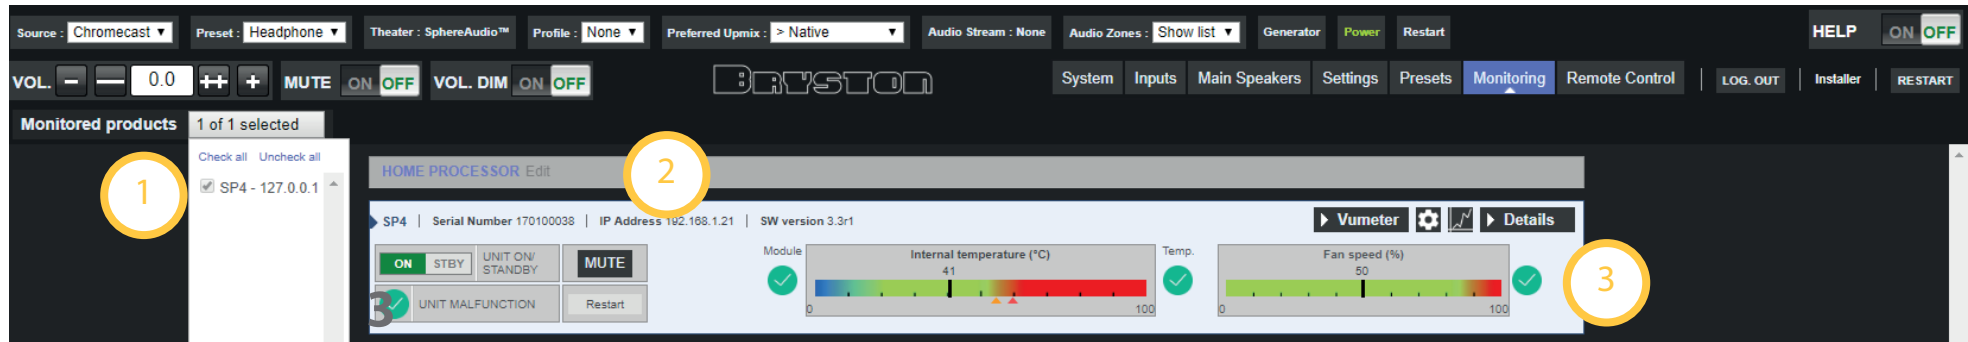 Source : Chromecast Preset : Headphone Theater : SphereAudio™ Profile : None Preferred Upmix : > Native Audio Stream : None Audio Zones : Show list Generator Power Restart HELP ON OFF
VOL. 0.0 ++ + MUTE ON OFF VOL. DIM ON OFF BRYSTON System Inputs Main Speakers Settings Presets Monitoring Remote Control LOG. OUT Installer RESTART
Monitored products 1 of 1 selected
Check all Uncheck all
1
SP4 - 127.0.0.1
HOME PROCESSOR Edit
2
SP4 | Serial Number 170100038 | IP Address 192.168.1.21 | SW version 3.3r1 Vumeter Details
ON STBY UNIT ON/
STANDBY
MUTE
Module
Internal temperature (°C)
41
0 100
Temp.
Fan speed (%)
50
0 100
3
3
UNIT MALFUNCTION Restart